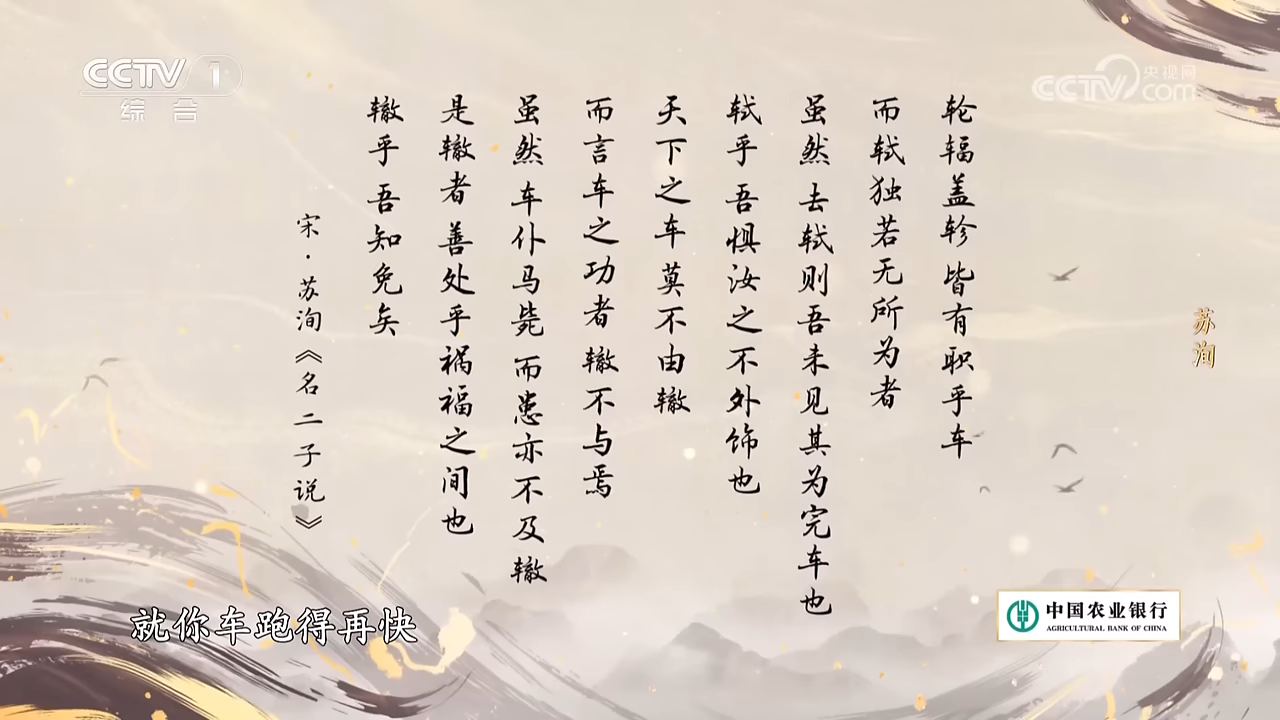 CCTV 1
综合
央视网
CCTV.com
轮辐盖轸 皆有职乎车
而轼独若无所为者
虽然 去轼则吾未见其为完车也
轼乎 吾惧汝之不外饰也
天下之车 莫不由辙
而言车之功者 辙不与焉
虽然 车仆马毙 而患亦不及辙
是辙者 善处乎祸福之间也
辙乎 吾知免矣
宋·苏洵《名二子说》
苏洵
就你车跑得再快
中国农业银行
AGRICULTURAL BANK OF CHINA